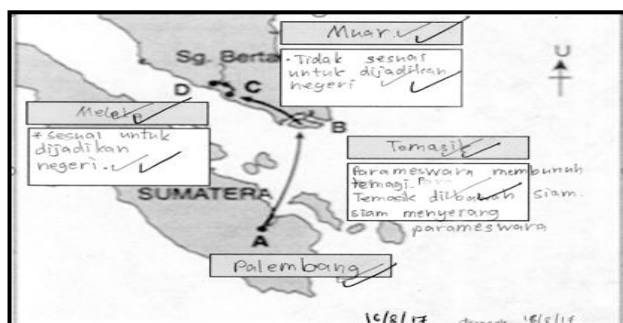 Muar
Sg. Berta
• Tidak sesuai
untuk dijadikan
negeri
U
D
C
B
Melaka
* sesuai untuk
dijadikan
negeri.
Temasik
Parameswara membunuh
temagi.
Temasik dibawah Siam.
siam menyerang
parameswara
SUMATERA
A
Palembang
16/8/17